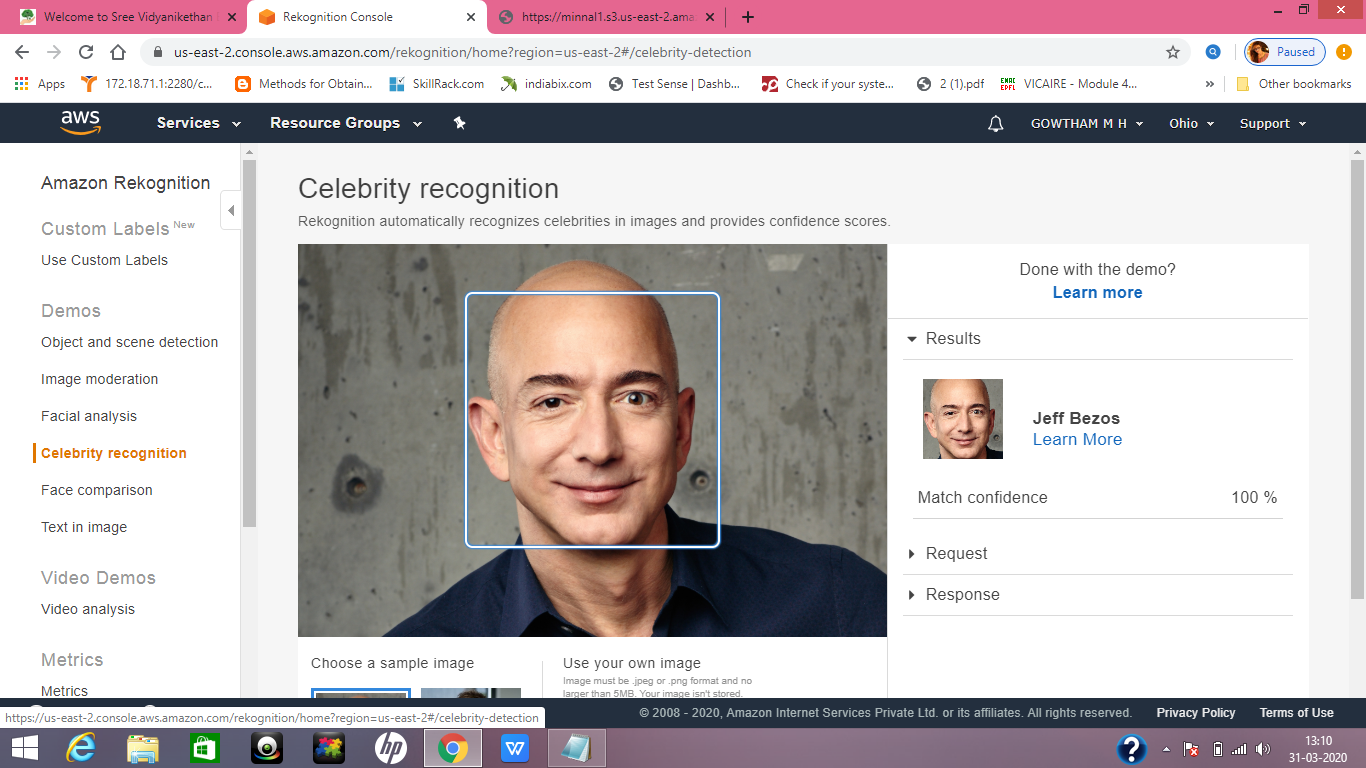 Welcome to Sree Vidyanikethan
Rekognition Console
https://minnal1.s3.us-east-2.ama
us-east-2.console.aws.amazon.com/rekognition/home?region=us-east-2#/celebrity-detection
Paused
Apps
172.18.71.1:2280/c...
Methods for Obtain...
SkillRack.com
indiabix.com
Test Sense | Dashb...
Check if your syste...
2 (1).pdf
VICAIRE - Module 4...
»
Other bookmarks
aws
Services
Resource Groups
GOWTHAM M H
Ohio
Support
Amazon Rekognition
Custom Labels New
Use Custom Labels
Demos
Object and scene detection
Image moderation
Facial analysis
Celebrity recognition
Face comparison
Text in image
Video Demos
Video analysis
Metrics
Metrics
Celebrity recognition
Rekognition automatically recognizes celebrities in images and provides confidence scores.
Done with the demo?
Learn more
Results
Jeff Bezos
Learn More
Match confidence 100 %
Request
Response
Choose a sample image
Use your own image
Image must be .jpeg or .png format and no
larger than 5MB. Your image isn't stored.
https://us-east-2.console.aws.amazon.com/rekognition/home?region=us-east-2#/celebrity-detection
© 2008 - 2020, Amazon Internet Services Private Ltd. or its affiliates. All rights reserved.
Privacy Policy
Terms of Use
hp
W
13:10
31-03-2020